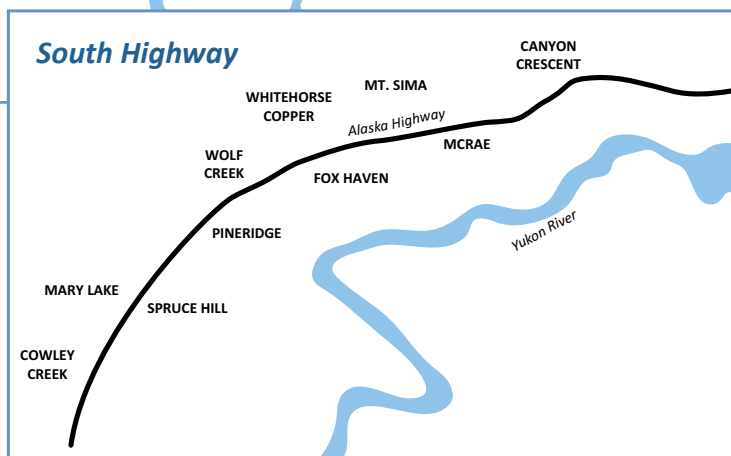 South Highway
CANYON
CRESCENT
MT. SIMA
WHITEHORSE
COPPER
Alaska Highway
MCRAE
WOLF
CREEK
FOX HAVEN
Yukon River
PINERIDGE
MARY LAKE
SPRUCE HILL
COWLEY
CREEK